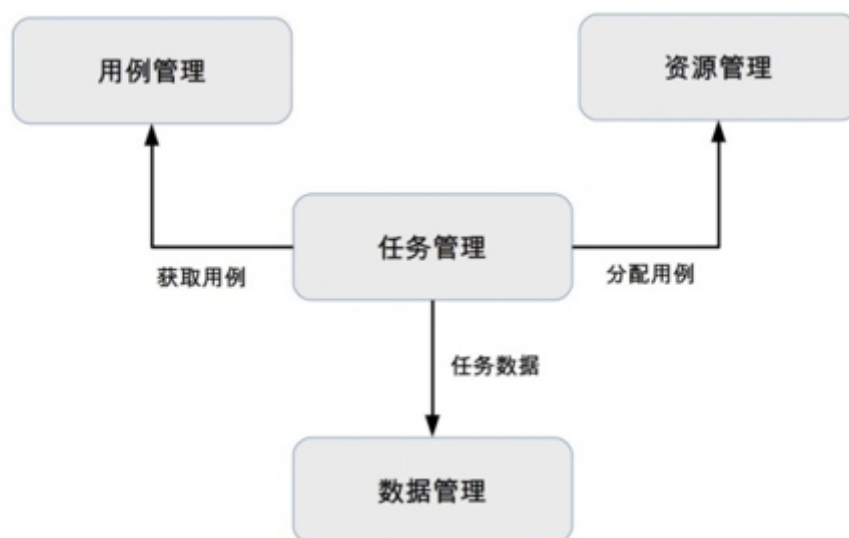 用例管理
资源管理
任务管理
获取用例
分配用例
任务数据
数据管理